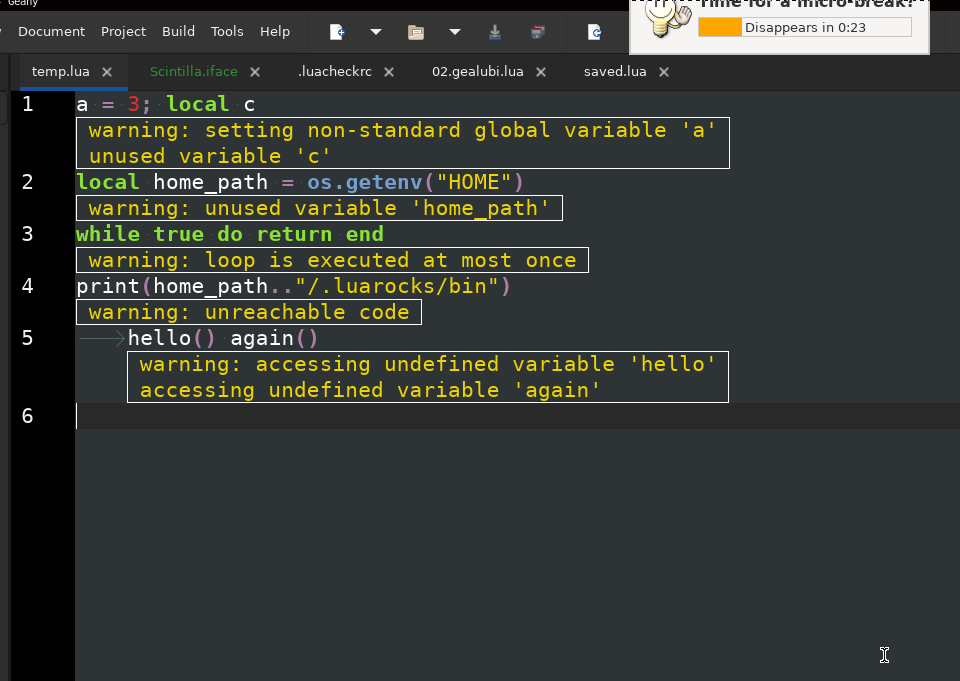 Geany
Time for a micro-break?
Disappears in 0:23
Document Project Build Tools Help
temp.lua Scintilla.iface .luacheckrc 02.gealubi.lua saved.lua
1 a = 3; local c
warning: setting non-standard global variable 'a'
unused variable 'c'
2 local home_path = os.getenv("HOME")
warning: unused variable 'home_path'
3 while true do return end
warning: loop is executed at most once
4 print(home_path.."/.luarocks/bin")
warning: unreachable code
5 hello() again()
warning: accessing undefined variable 'hello'
accessing undefined variable 'again'
6